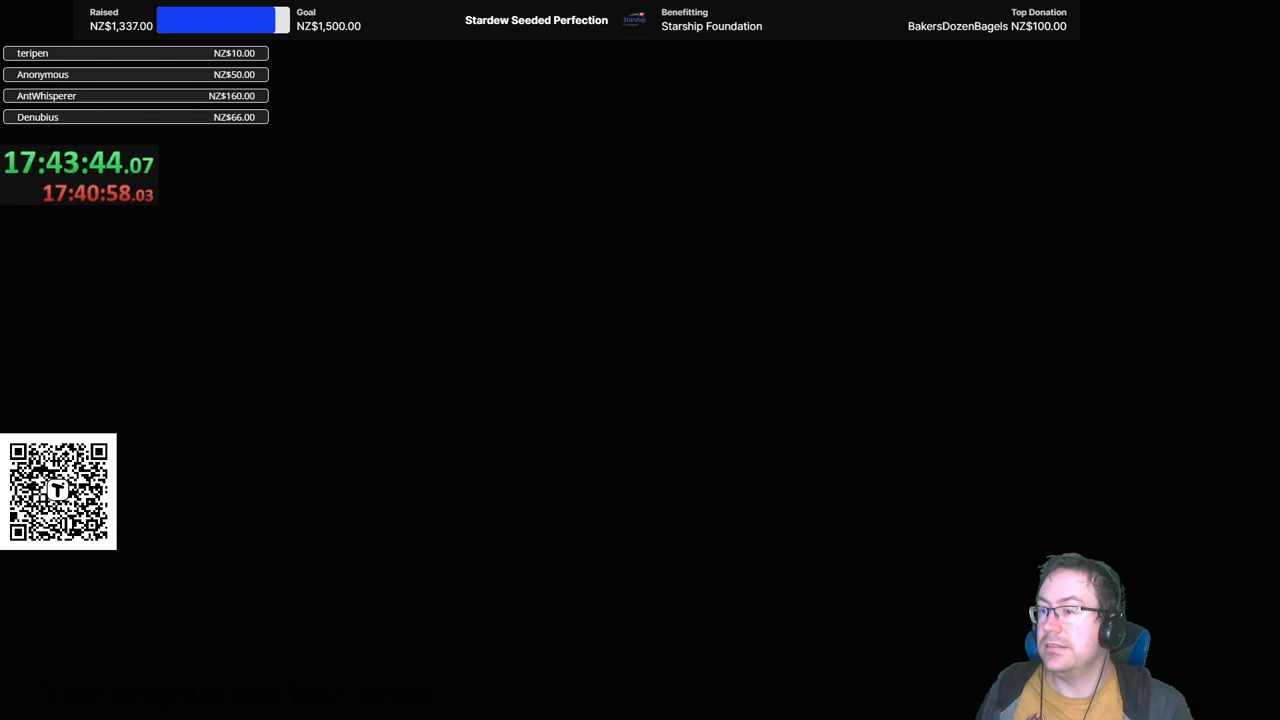 Raised
NZ$1,337.00
Goal
NZ$1,500.00
Stardew Seeded Perfection
Starship
Benefitting
Starship Foundation
Top Donation
BakersDozenBagels NZ$100.00
teripen NZ$10.00
Anonymous NZ$50.00
AntWhisperer NZ$160.00
Denubius NZ$66.00
17:43:44.07
17:40:58.03
T